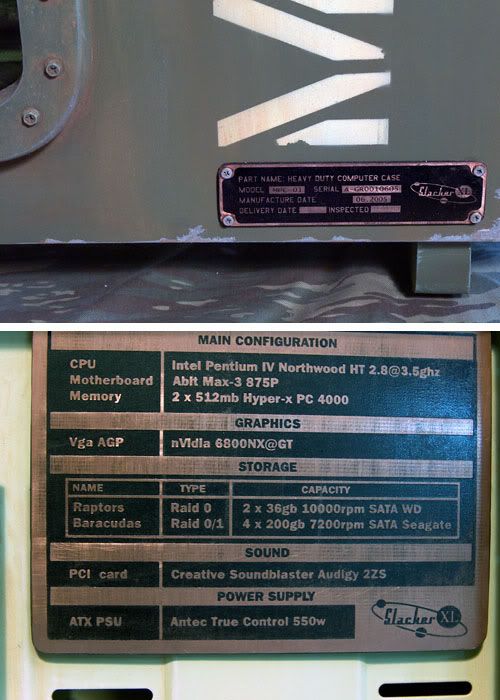 PART NAME: HEAVY DUTY COMPUTER CASE
MODEL HPC-01 SERIAL A-GR0010605
MANUFACTURE DATE 06.2006
DELIVERY DATE INSPECTED
Slacker XL
MAIN CONFIGURATION
CPU Intel Pentium IV Northwood HT 2.8@3.5ghz
Motherboard Abit Max-3 875P
Memory 2 x 512mb Hyper-x PC 4000
GRAPHICS
Vga AGP nVidia 6800NX@GT
STORAGE
NAME TYPE CAPACITY
Raptors Raid 0 2 x 36gb 10000rpm SATA WD
Baracudas Raid 0/1 4 x 200gb 7200rpm SATA Seagate
SOUND
PCI card Creative Soundblaster Audigy 2ZS
POWER SUPPLY
ATX PSU Antec True Control 550w
Slacker XL